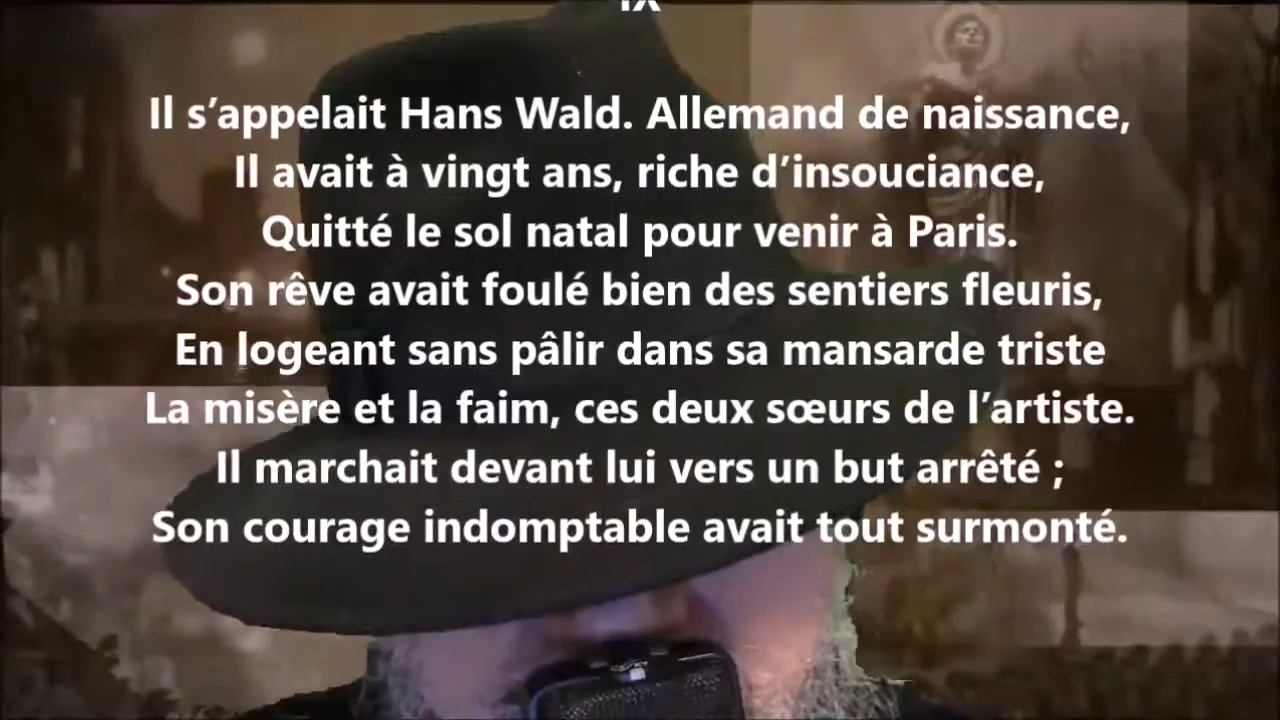 IX
Il s’appelait Hans Wald. Allemand de naissance,
Il avait à vingt ans, riche d’insouciance,
Quitté le sol natal pour venir à Paris.
Son rêve avait foulé bien des sentiers fleuris,
En logeant sans pâlir dans sa mansarde triste
La misère et la faim, ces deux sœurs de l’artiste.
Il marchait devant lui vers un but arrêté ;
Son courage indomptable avait tout surmonté.